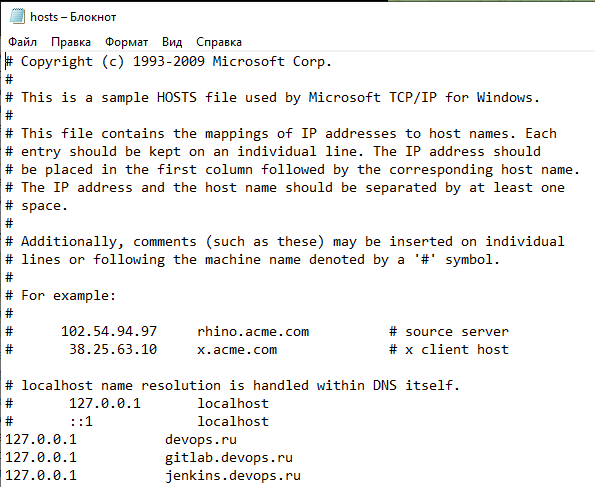 hosts – Блокнот
Файл Правка Формат Вид Справка
# Copyright (c) 1993-2009 Microsoft Corp.
#
# This is a sample HOSTS file used by Microsoft TCP/IP for Windows.
#
# This file contains the mappings of IP addresses to host names. Each
# entry should be kept on an individual line. The IP address should
# be placed in the first column followed by the corresponding host name.
# The IP address and the host name should be separated by at least one
# space.
#
# Additionally, comments (such as these) may be inserted on individual
# lines or following the machine name denoted by a '#' symbol.
#
# For example:
#
#      102.54.94.97     rhino.acme.com          # source server
#       38.25.63.10     x.acme.com              # x client host

# localhost name resolution is handled within DNS itself.
#       127.0.0.1       localhost
#       ::1             localhost
127.0.0.1           devops.ru
127.0.0.1           gitlab.devops.ru
127.0.0.1           jenkins.devops.ru